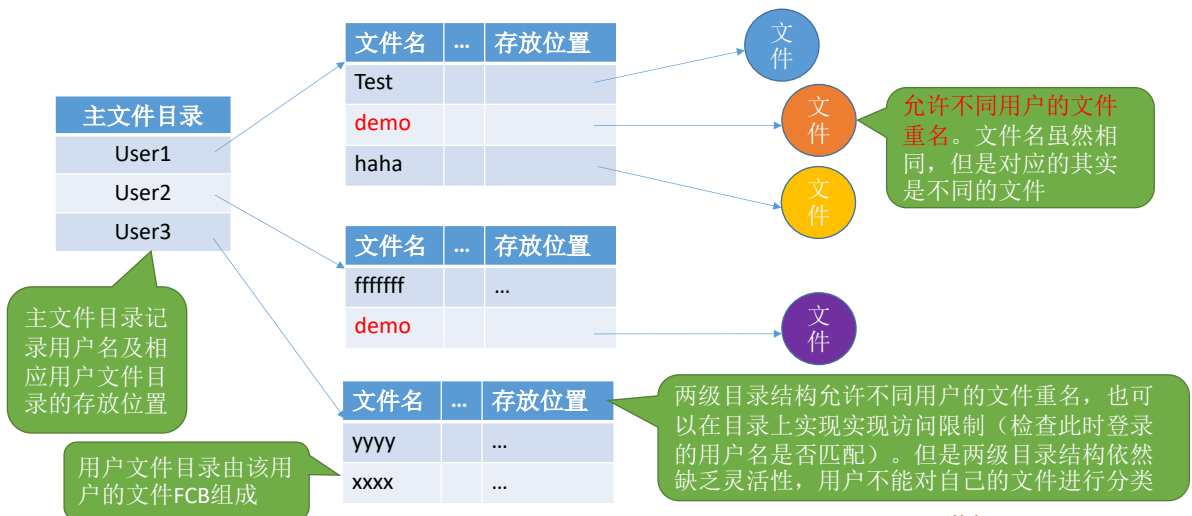 主文件目录
User1
User2
User3
主文件目录记
录用户名及相
应用户文件目
录的存放位置
用户文件目录由该用
户的文件FCB组成
文件名 … 存放位置
Test
demo
haha
文件名 … 存放位置
fffffff …
demo
文件名 … 存放位置
yyyy …
xxxx …
文
件
文
件
文
件
文
件
允许不同用户的文件
重名。文件名虽然相
同，但是对应的其实
是不同的文件
两级目录结构允许不同用户的文件重名，也可
以在目录上实现实现访问限制（检查此时登录
的用户名是否匹配）。但是两级目录结构依然
缺乏灵活性，用户不能对自己的文件进行分类